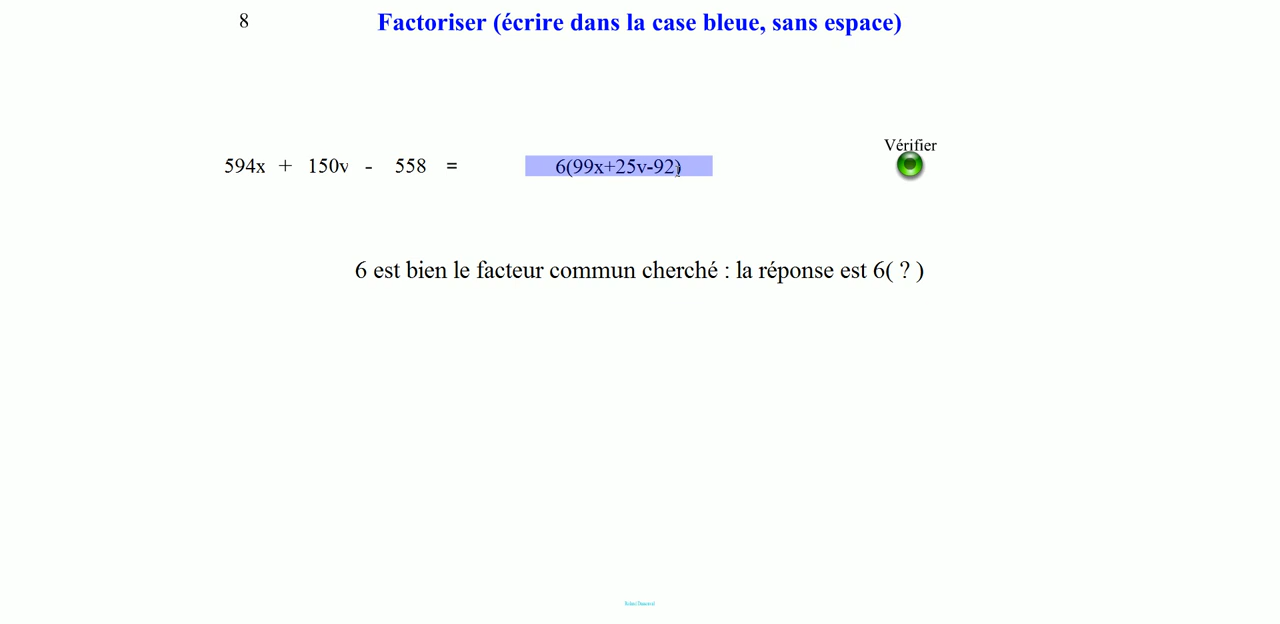 8
Factoriser (écrire dans la case bleue, sans espace)
Vérifier
594x + 150v - 558 = 6(99x+25v-92)
6 est bien le facteur commun cherché : la réponse est 6( ? )